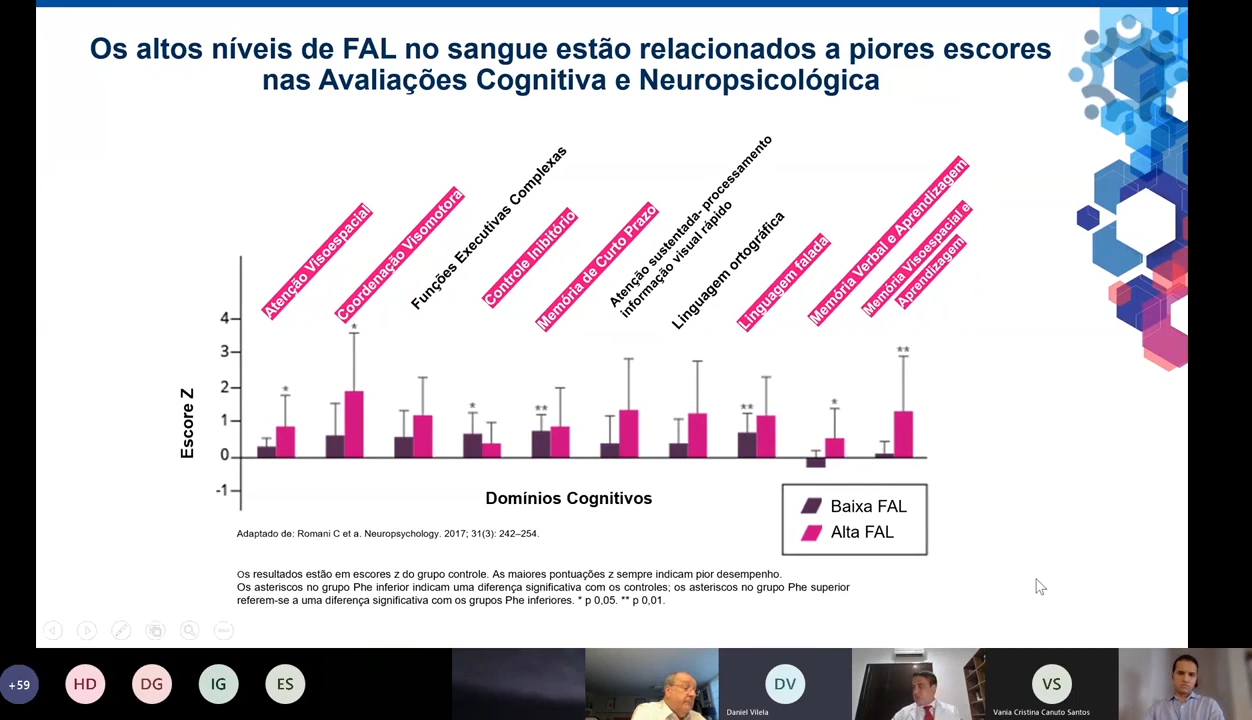 Os altos níveis de FAL no sangue estão relacionados a piores escores
nas Avaliações Cognitiva e Neuropsicológica
Atenção Visoespacial
Coordenação Visomotora
Funções Executivas Complexas
Controle Inibitório
Memória de Curto Prazo
Atenção sustentada- processamento
informação visual rápido
Linguagem ortográfica
Linguagem falada
Memória Verbal e Aprendizagem
Memória Visoespacial e
Aprendizagem
4
3
2
1
0
-1
Escore Z
* * * ** ** * **
Domínios Cognitivos
Baixa FAL
Alta FAL
Adaptado de: Romani C et a. Neuropsychology. 2017; 31(3): 242–254.
Os resultados estão em escores z do grupo controle. As maiores pontuações z sempre indicam pior desempenho.
Os asteriscos no grupo Phe inferior indicam uma diferença significativa com os controles; os asteriscos no grupo Phe superior
referem-se a uma diferença significativa com os grupos Phe inferiores. * p 0,05. ** p 0,01.
+59
HD
DG
IG
ES
DV
Daniel Vilela
VS
Vania Cristina Canuto Santos